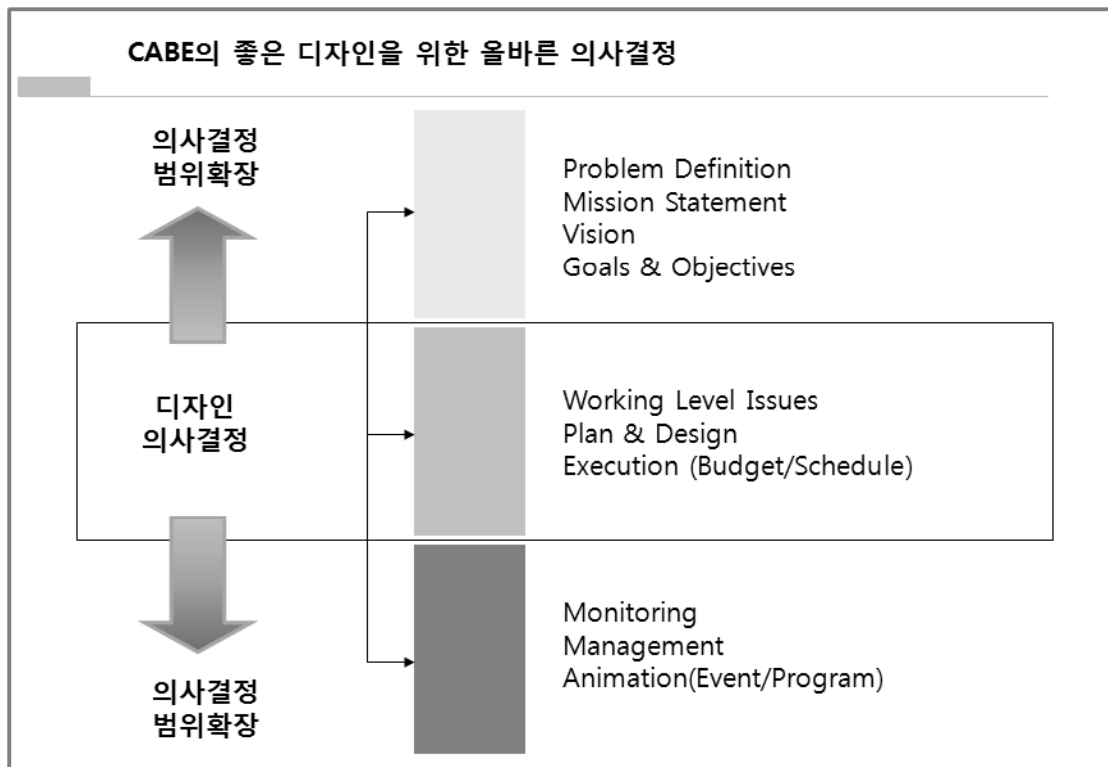 CABE의 좋은 디자인을 위한 올바른 의사결정
의사결정
범위확장
Problem Definition
Mission Statement
Vision
Goals & Objectives
디자인
의사결정
Working Level Issues
Plan & Design
Execution (Budget/Schedule)
Monitoring
Management
Animation(Event/Program)
의사결정
범위확장